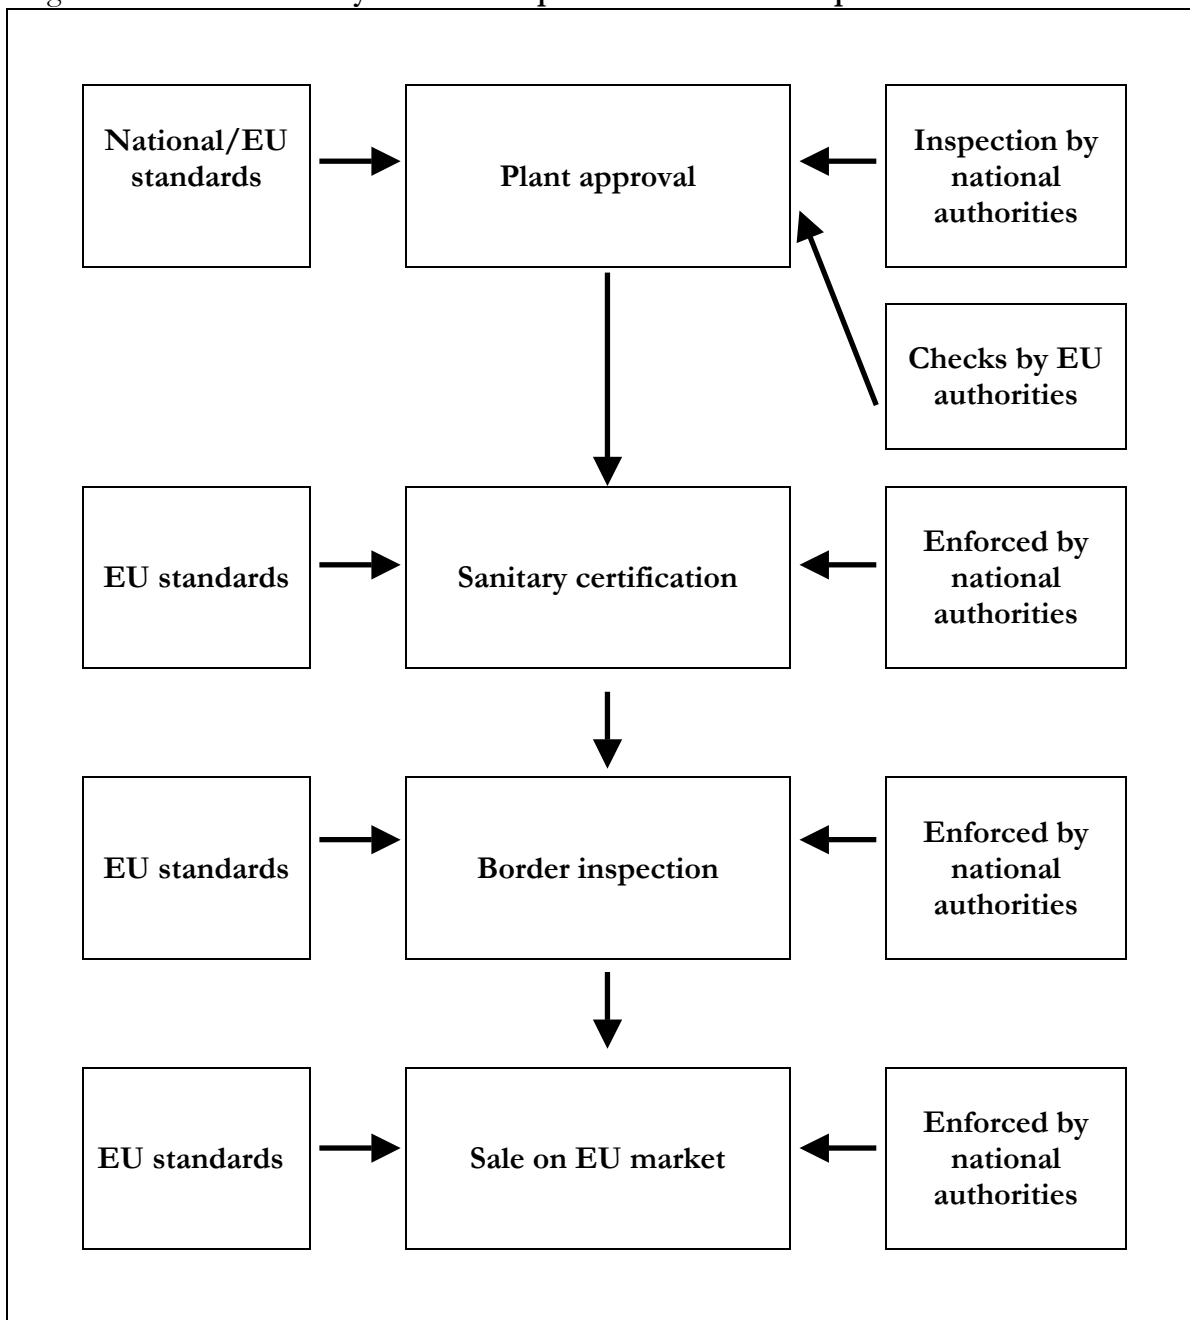 National/EU
standards
Plant approval
Inspection by
national
authorities
Checks by EU
authorities
EU standards
Sanitary certification
Enforced by
national
authorities
EU standards
Border inspection
Enforced by
national
authorities
EU standards
Sale on EU market
Enforced by
national
authorities